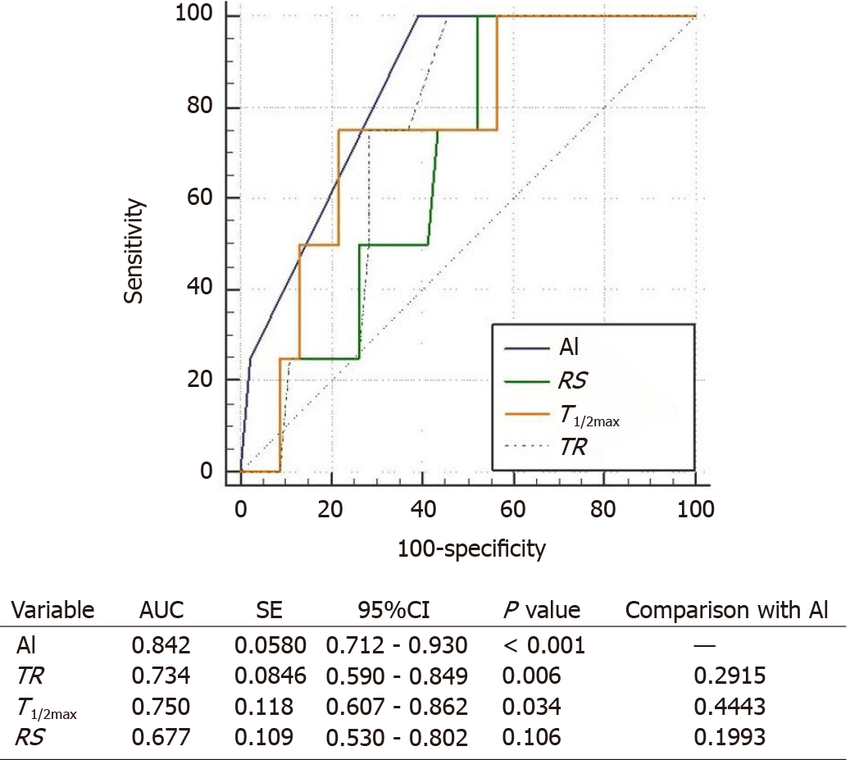 100
80
60
40
20
0
Sensitivity
0 20 40 60 80 100
100-specificity
AI
RS
T1/2max
TR
Variable AUC SE 95%CI P value Comparison with AI
AI 0.842 0.0580 0.712 - 0.930 < 0.001 —
TR 0.734 0.0846 0.590 - 0.849 0.006 0.2915
T1/2max 0.750 0.118 0.607 - 0.862 0.034 0.4443
RS 0.677 0.109 0.530 - 0.802 0.106 0.1993